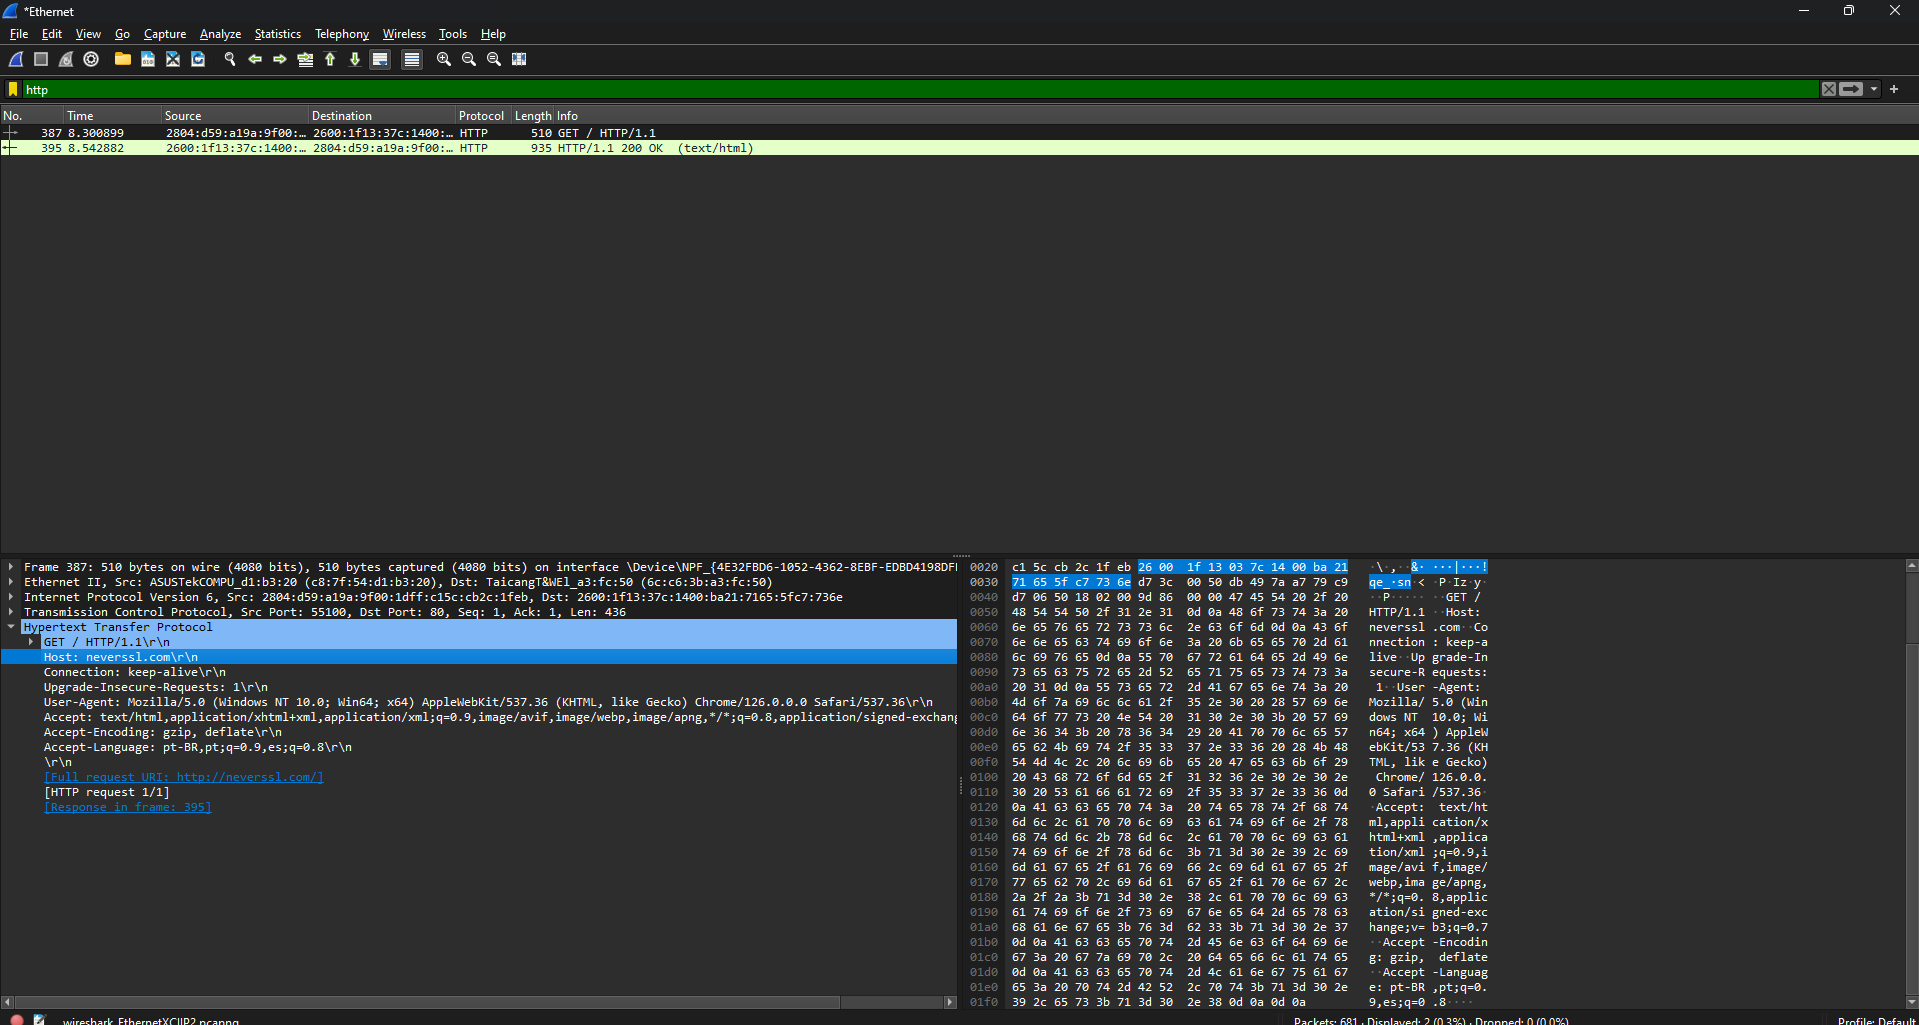 *Ethernet
File Edit View Go Capture Analyze Statistics Telephony Wireless Tools Help
http
No. Time Source Destination Protocol Length Info
387 8.300899 2804:d59:a19a:9f00:… 2600:1f13:37c:1400:… HTTP 510 GET / HTTP/1.1
395 8.542882 2600:1f13:37c:1400:… 2804:d59:a19a:9f00:… HTTP 935 HTTP/1.1 200 OK (text/html)
Frame 387: 510 bytes on wire (4080 bits), 510 bytes captured (4080 bits) on interface \Device\NPF_{4E32FBD6-1052-4362-8EBF-EDBD4198DF
Ethernet II, Src: ASUSTekCOMPU_d1:b3:20 (c8:7f:54:d1:b3:20), Dst: TaicangT&WEl_a3:fc:50 (6c:c6:3b:a3:fc:50)
Internet Protocol Version 6, Src: 2804:d59:a19a:9f00:1dff:c15c:cb2c:1feb, Dst: 2600:1f13:37c:1400:ba21:7165:5fc7:736e
Transmission Control Protocol, Src Port: 55100, Dst Port: 80, Seq: 1, Ack: 1, Len: 436
Hypertext Transfer Protocol
GET / HTTP/1.1\r\n
Host: neverssl.com\r\n
Connection: keep-alive\r\n
Upgrade-Insecure-Requests: 1\r\n
User-Agent: Mozilla/5.0 (Windows NT 10.0; Win64; x64) AppleWebKit/537.36 (KHTML, like Gecko) Chrome/126.0.0.0 Safari/537.36\r\n
Accept: text/html,application/xhtml+xml,application/xml;q=0.9,image/avif,image/webp,image/apng,*/*;q=0.8,application/signed-exchang
Accept-Encoding: gzip, deflate\r\n
Accept-Language: pt-BR,pt;q=0.9,es;q=0.8\r\n
\r\n
[Full request URI: http://neverssl.com/]
[HTTP request 1/1]
[Response in frame: 395]
0020 c1 5c cb 2c 1f eb 26 00 1f 13 03 7c 14 00 ba 21 ·\·,··&· ···|···!
0030 71 65 5f c7 73 6e d7 3c 00 50 db 49 7a a7 79 c9 qe_·sn·< ·P·Iz·y·
0040 d7 06 50 18 02 00 9d 86 00 00 47 45 54 20 2f 20 ··P····· ··GET /
0050 48 54 54 50 2f 31 2e 31 0d 0a 48 6f 73 74 3a 20 HTTP/1.1 ··Host:
0060 6e 65 76 65 72 73 73 6c 2e 63 6f 6d 0d 0a 43 6f neverssl .com··Co
0070 6e 6e 65 63 74 69 6f 6e 3a 20 6b 65 65 70 2d 61 nnection : keep-a
0080 6c 69 76 65 0d 0a 55 70 67 72 61 64 65 2d 49 6e live··Up grade-In
0090 73 65 63 75 72 65 2d 52 65 71 75 65 73 74 73 3a secure-R equests:
00a0 20 31 0d 0a 55 73 65 72 2d 41 67 65 6e 74 3a 20 1··User -Agent:
00b0 4d 6f 7a 69 6c 6c 61 2f 35 2e 30 20 28 57 69 6e Mozilla/ 5.0 (Win
00c0 64 6f 77 73 20 4e 54 20 31 30 2e 30 3b 20 57 69 dows NT 10.0; Wi
00d0 6e 36 34 3b 20 78 36 34 29 20 41 70 70 6c 65 57 n64; x64 ) AppleW
00e0 65 62 4b 69 74 2f 35 33 37 2e 33 36 20 28 4b 48 ebKit/53 7.36 (KH
00f0 54 4d 4c 2c 20 6c 69 6b 65 20 47 65 63 6b 6f 29 TML, lik e Gecko)
0100 20 43 68 72 6f 6d 65 2f 31 32 36 2e 30 2e 30 2e Chrome/ 126.0.0.
0110 30 20 53 61 66 61 72 69 2f 35 33 37 2e 33 36 0d 0 Safari /537.36·
0120 0a 41 63 63 65 70 74 3a 20 74 65 78 74 2f 68 74 ·Accept: text/ht
0130 6d 6c 2c 61 70 70 6c 69 63 61 74 69 6f 6e 2f 78 ml,appli cation/x
0140 68 74 6d 6c 2b 78 6d 6c 2c 61 70 70 6c 69 63 61 html+xml ,applica
0150 74 69 6f 6e 2f 78 6d 6c 3b 71 3d 30 2e 39 2c 69 tion/xml ;q=0.9,i
0160 6d 61 67 65 2f 61 76 69 66 2c 69 6d 61 67 65 2f mage/avi f,image/
0170 77 65 62 70 2c 69 6d 61 67 65 2f 61 70 6e 67 2c webp,ima ge/apng,
0180 2a 2f 2a 3b 71 3d 30 2e 38 2c 61 70 70 6c 69 63 */*;q=0. 8,applic
0190 61 74 69 6f 6e 2f 73 69 67 6e 65 64 2d 65 78 63 ation/si gned-exc
01a0 68 61 6e 67 65 3b 76 3d 62 33 3b 71 3d 30 2e 37 hange;v= b3;q=0.7
01b0 0d 0a 41 63 63 65 70 74 2d 45 6e 63 6f 64 69 6e ··Accept -Encodin
01c0 67 3a 20 67 7a 69 70 2c 20 64 65 66 6c 61 74 65 g: gzip, deflate
01d0 0d 0a 41 63 63 65 70 74 2d 4c 61 6e 67 75 61 67 ··Accept -Languag
01e0 65 3a 20 70 74 2d 42 52 2c 70 74 3b 71 3d 30 2e e: pt-BR ,pt;q=0.
01f0 39 2c 65 73 3b 71 3d 30 2e 38 0d 0a 0d 0a 9,es;q=0 .8····
wireshark_EthernetXCIIP2.pcapng Packets: 681 · Displayed: 2 (0.3%) · Dropped: 0 (0.0%) Profile: Default